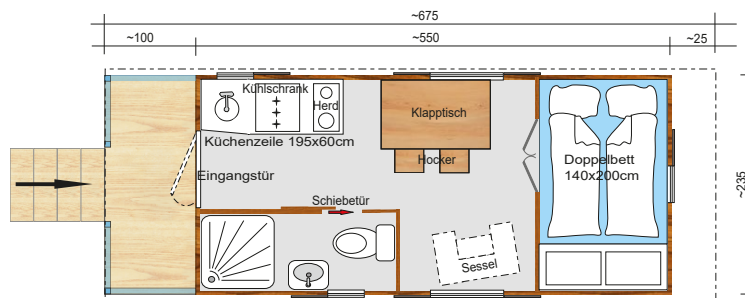 ~675
~100
~550
~25
Kühlschrank
Herd
Klapptisch
Küchenzeile 195x60cm
Hocker
Doppelbett
140x200cm
Eingangstür
~235
Schiebetür
Sessel